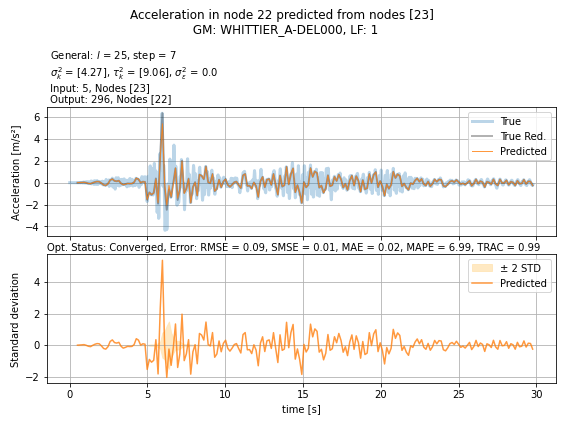 Acceleration in node 22 predicted from nodes [23]
GM: WHITTIER_A-DEL000, LF: 1
General: l = 25, step = 7
σ²ₖ = [4.27], τ²ₖ = [9.06], σ²ε = 0.0
Input: 5, Nodes [23]
Output: 296, Nodes [22]
Acceleration [m/s²]
6
4
2
0
−2
−4
True
True Red.
Predicted
Opt. Status: Converged, Error: RMSE = 0.09, SMSE = 0.01, MAE = 0.02, MAPE = 6.99, TRAC = 0.99
Standard deviation
4
2
0
−2
± 2 STD
Predicted
0 5 10 15 20 25 30
time [s]